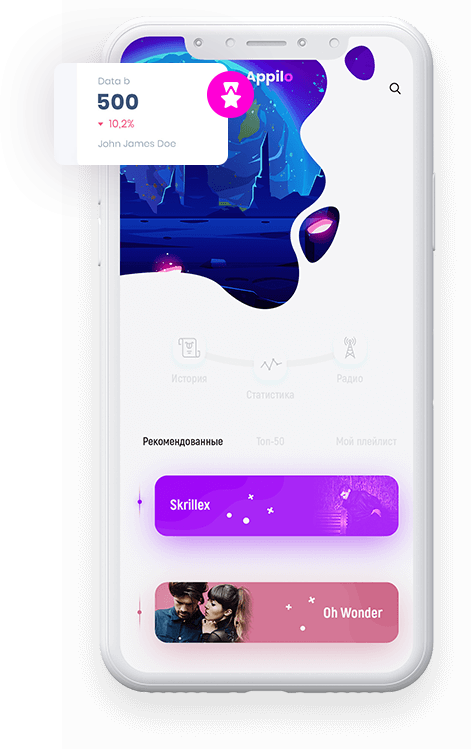 Appilo
Data b
500
10,2%
John James Doe
История
Статистика
Радио
Рекомендованные
Топ-50
Мой плейлист
Skrillex
Oh Wonder